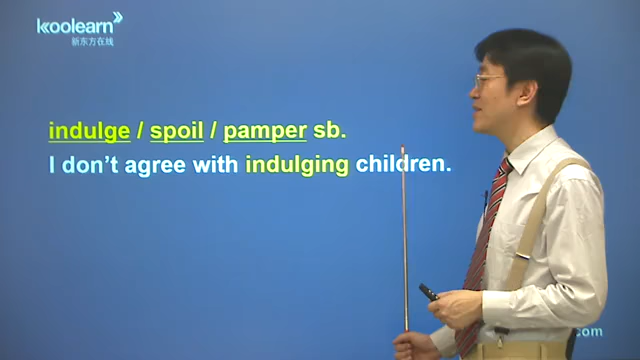 koolearn
新东方在线
indulge / spoil / pamper sb.
I don't agree with indulging children.
.com